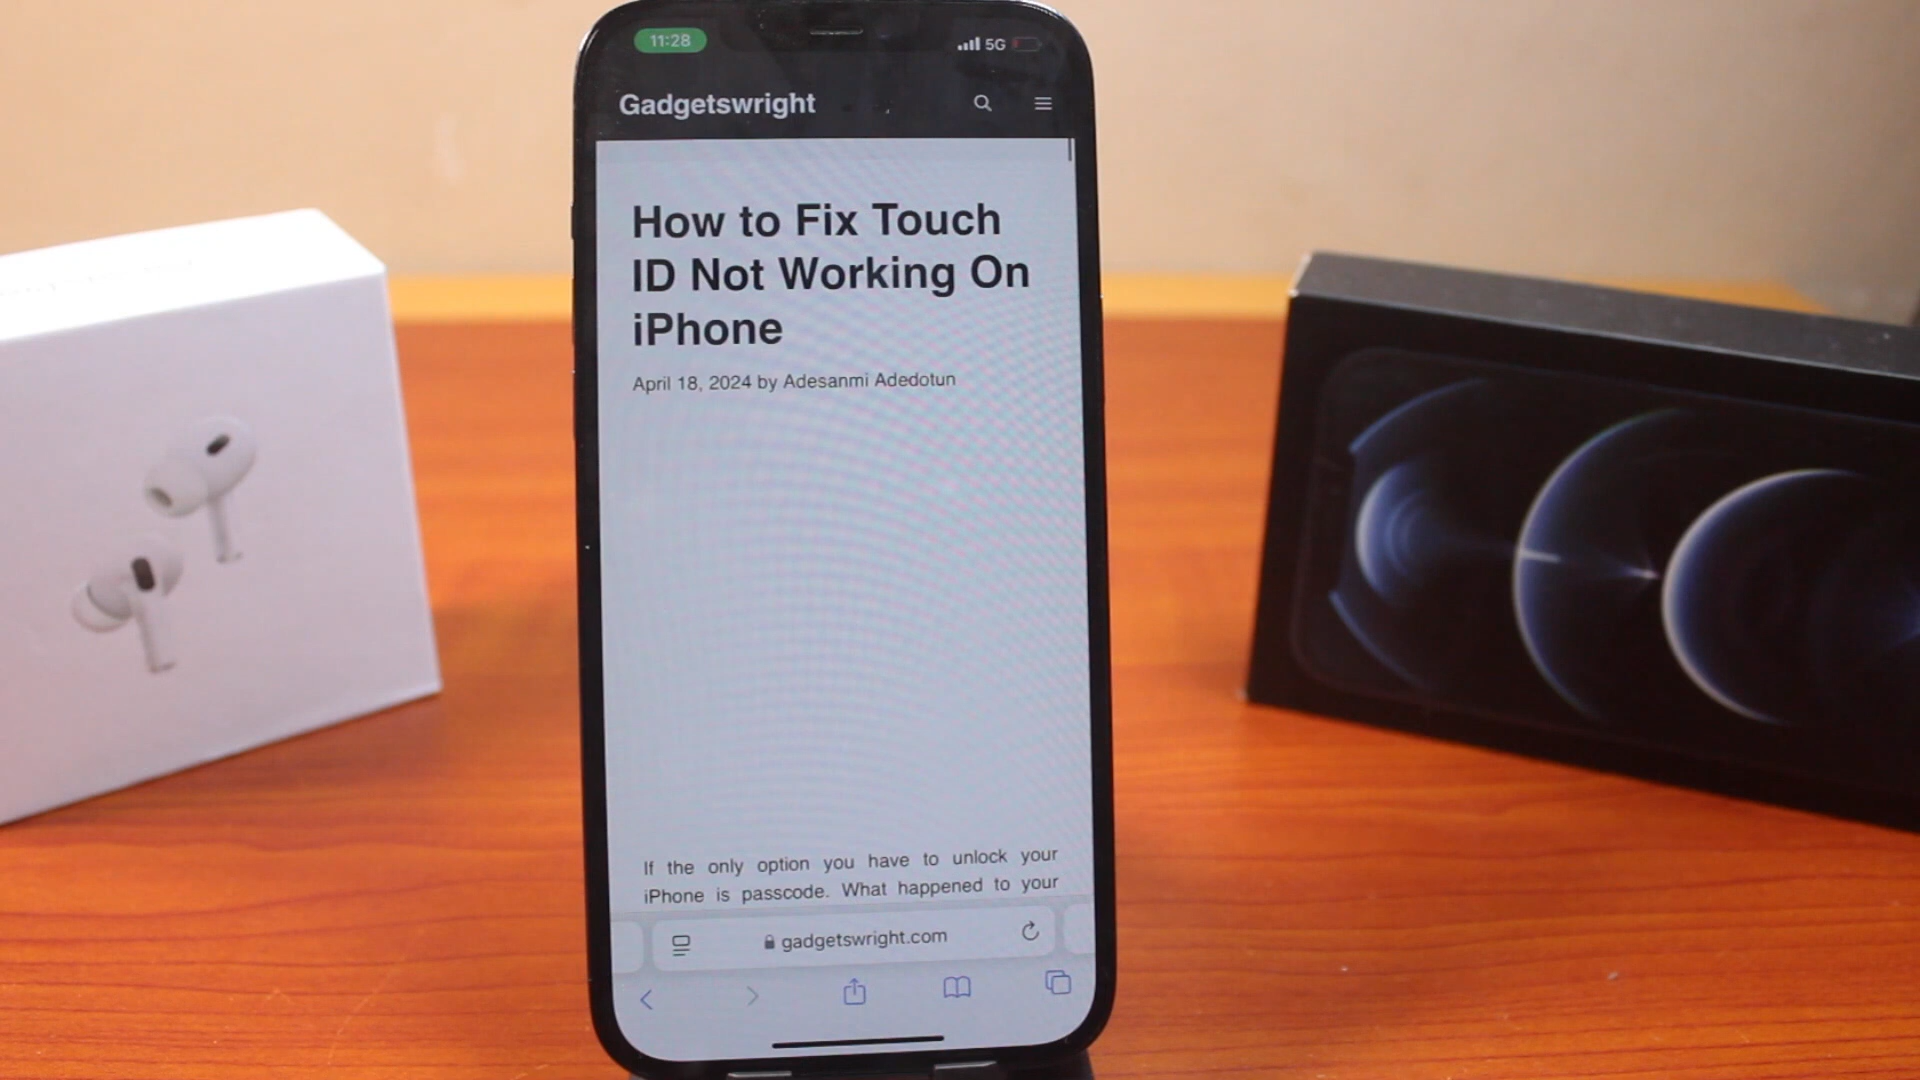 11:28
5G
Gadgetswright
How to Fix Touch
ID Not Working On
iPhone
April 18, 2024 by Adesanmi Adedotun
If the only option you have to unlock your
iPhone is passcode. What happened to your
gadgetswright.com